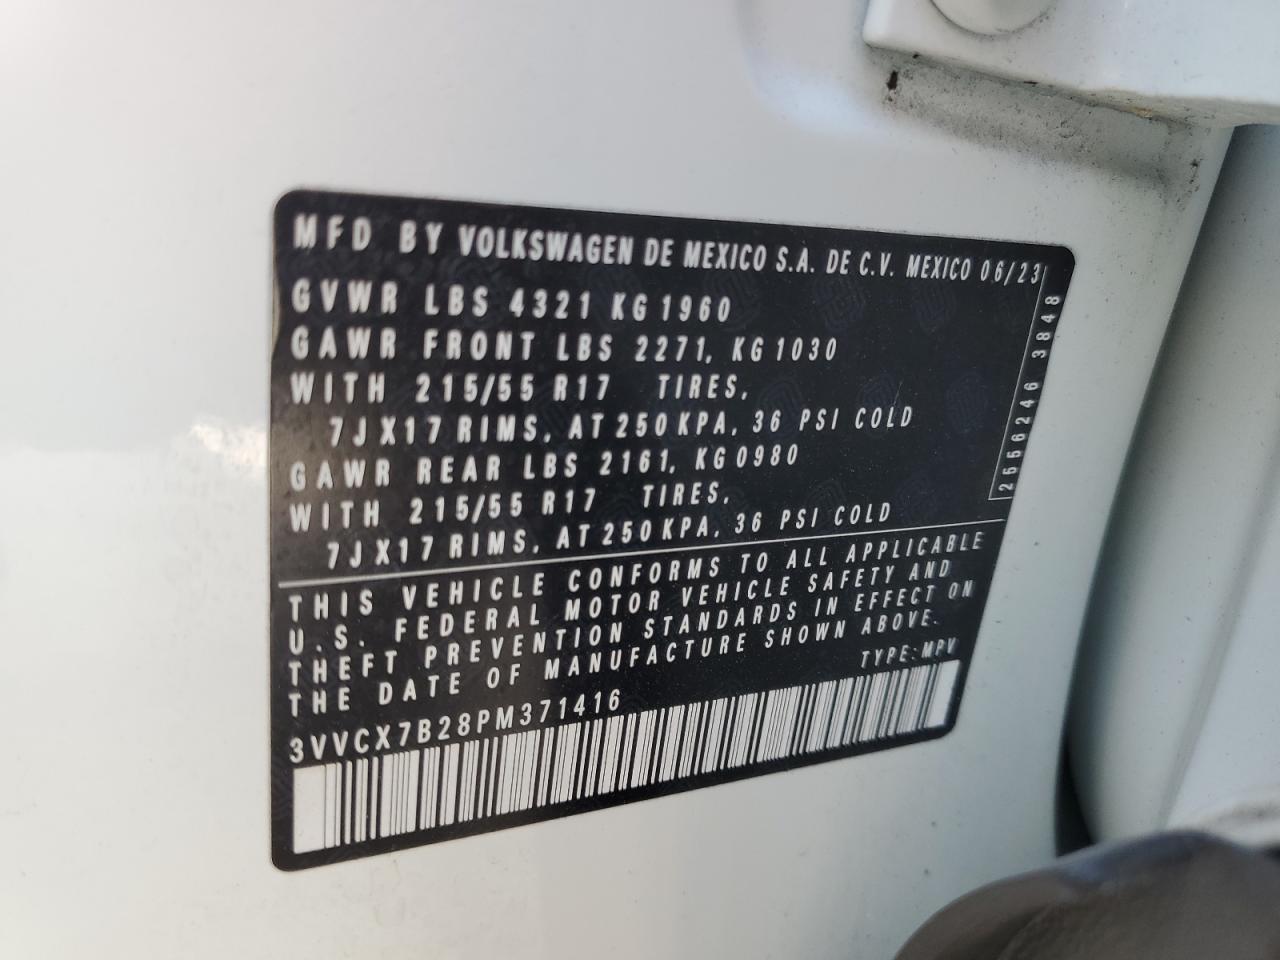 MFD BY VOLKSWAGEN DE MEXICO S.A. DE C.V. MEXICO 06/23
GVWR LBS 4321 KG 1960
GAWR FRONT LBS 2271, KG 1030
WITH 215/55 R17 TIRES,
7J X17 RIMS, AT 250 KPA, 36 PSI COLD
GAWR REAR LBS 2161, KG 0980
WITH 215/55 R17 TIRES,
7J X17 RIMS, AT 250 KPA, 36 PSI COLD
2556246 3848
THIS VEHICLE CONFORMS TO ALL APPLICABLE
U.S. FEDERAL MOTOR VEHICLE SAFETY AND
THEFT PREVENTION STANDARDS IN EFFECT ON
THE DATE OF MANUFACTURE SHOWN ABOVE.
TYPE: MPV
3VVCX7B28PM371416